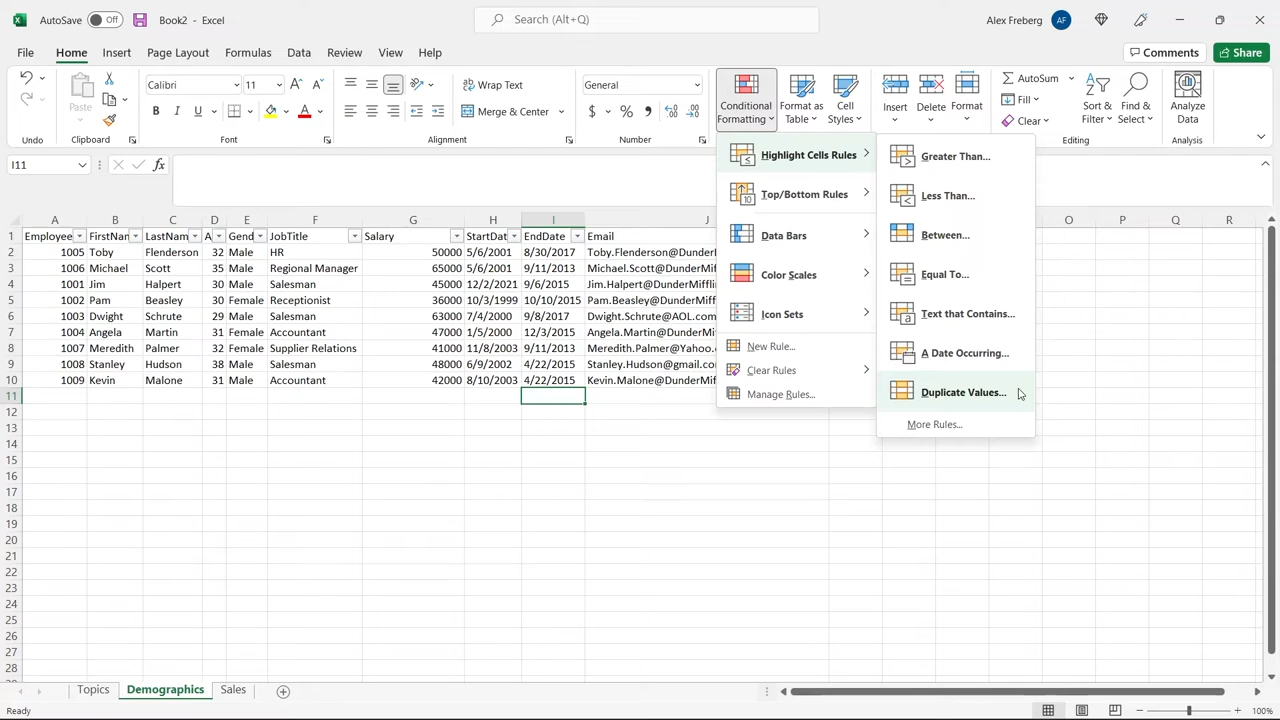 AutoSave Off Book2 - Excel Search (Alt+Q) Alex Freberg AF
File Home Insert Page Layout Formulas Data Review View Help Comments Share
Paste Calibri 11 Wrap Text General Conditional Formatting Format as Table Cell Styles Insert Delete Format AutoSum Fill Clear Sort & Filter Find & Select Analyze Data
B I U A Merge & Center $ %
Undo Clipboard Font Alignment Number Editing Analysis
I11 fx
Highlight Cells Rules
Top/Bottom Rules
Data Bars
Color Scales
Icon Sets
New Rule...
Clear Rules
Manage Rules...
Greater Than...
Less Than...
Between...
Equal To...
Text that Contains...
A Date Occurring...
Duplicate Values...
More Rules...
A B C D E F G H I J O P Q R
1 Employee FirstNan LastNam A Gend JobTitle Salary StartDat EndDate Email
2 1005 Toby Flenderson 32 Male HR 50000 5/6/2001 8/30/2017 Toby.Flenderson@DunderM
3 1006 Michael Scott 35 Male Regional Manager 65000 5/6/2001 9/11/2013 Michael.Scott@DunderMiffl
4 1001 Jim Halpert 30 Male Salesman 45000 12/2/2021 9/6/2015 Jim.Halpert@DunderMifflin
5 1002 Pam Beasley 30 Female Receptionist 36000 10/3/1999 10/10/2015 Pam.Beasley@DunderMiffl
6 1003 Dwight Schrute 29 Male Salesman 63000 7/4/2000 9/8/2017 Dwight.Schrute@AOL.com
7 1004 Angela Martin 31 Female Accountant 47000 1/5/2000 12/3/2015 Angela.Martin@DunderMiff
8 1007 Meredith Palmer 32 Female Supplier Relations 41000 11/8/2003 9/11/2013 Meredith.Palmer@Yahoo.c
9 1008 Stanley Hudson 38 Male Salesman 48000 6/9/2002 4/22/2015 Stanley.Hudson@gmail.com
10 1009 Kevin Malone 31 Male Accountant 42000 8/10/2003 4/22/2015 Kevin.Malone@DunderMiff
11
12
13
14
15
16
17
18
19
20
21
22
23
24
25
26
27
28
Topics Demographics Sales
Ready 100%